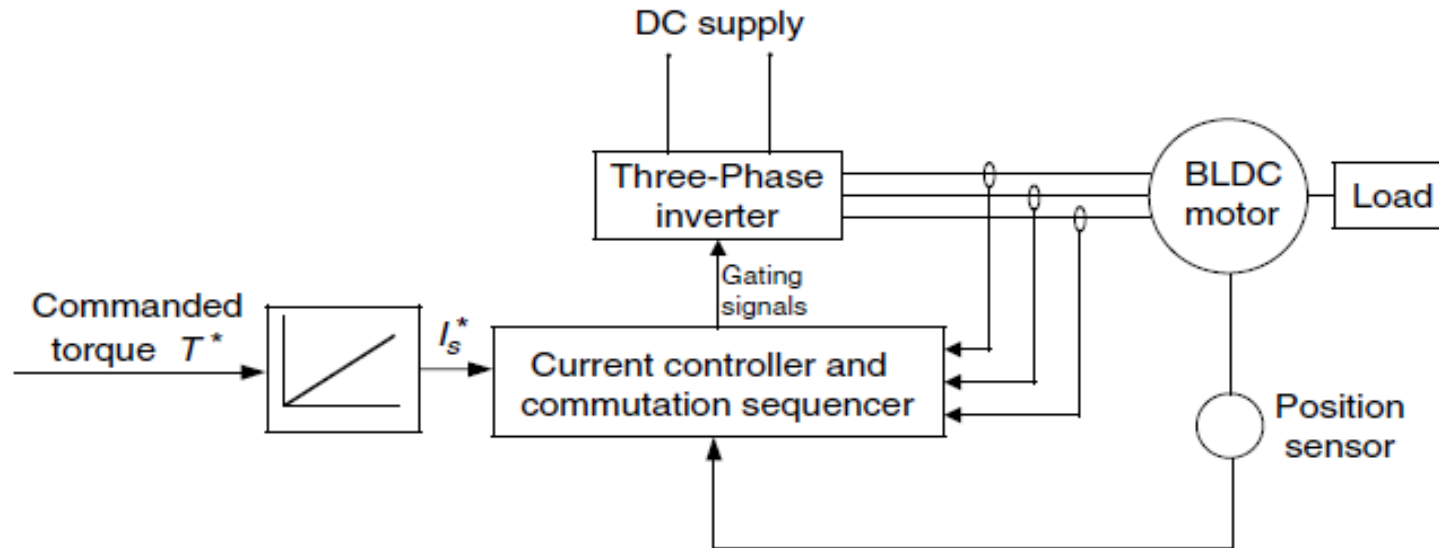 DC supply
Three-Phase
inverter
BLDC
motor
Load
Gating
signals
Commanded
torque T*
I_s^*
Current controller and
commutation sequencer
Position
sensor